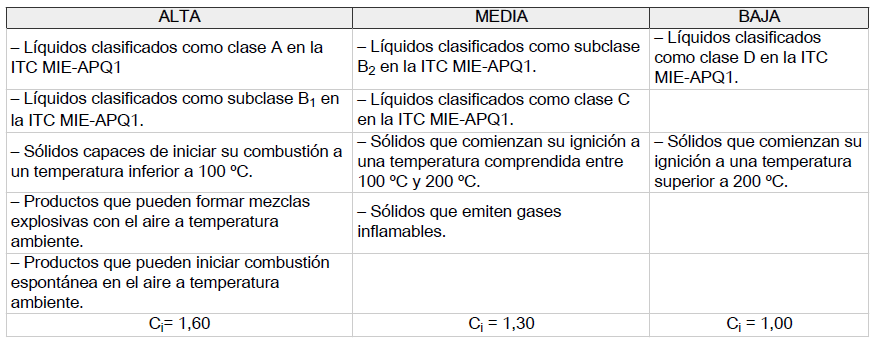 ALTA MEDIA BAJA
– Líquidos clasificados como clase A en la
ITC MIE-APQ1
– Líquidos clasificados como subclase
B2 en la ITC MIE-APQ1.
– Líquidos clasificados
como clase D en la ITC
MIE-APQ1.
– Líquidos clasificados como subclase B1 en
la ITC MIE-APQ1.
– Líquidos clasificados como clase C
en la ITC MIE-APQ1.
– Sólidos capaces de iniciar su combustión a
un temperatura inferior a 100 ºC.
– Sólidos que comienzan su ignición a
una temperatura comprendida entre
100 ºC y 200 ºC.
– Sólidos que comienzan su
ignición a una temperatura
superior a 200 ºC.
– Productos que pueden formar mezclas
explosivas con el aire a temperatura
ambiente.
– Sólidos que emiten gases
inflamables.
– Productos que pueden iniciar combustión
espontánea en el aire a temperatura
ambiente.
Ci= 1,60 Ci = 1,30 Ci = 1,00